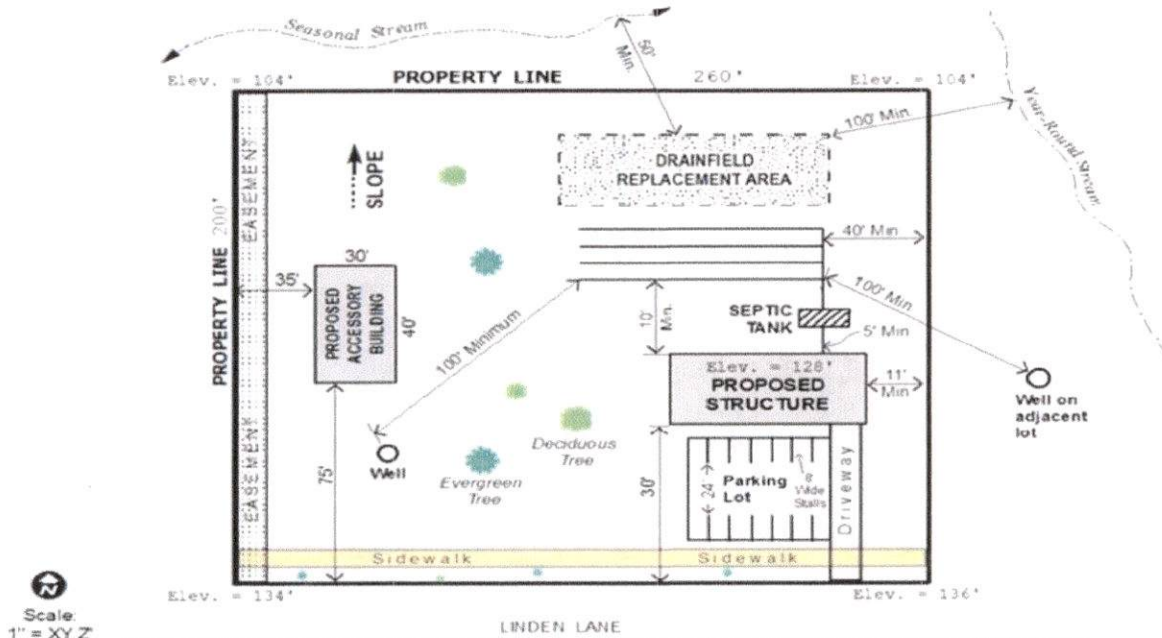 Seasonal Stream
50'
Min.
Elev. = 104'
PROPERTY LINE
260'
Elev. = 104'
100' Min.
Year-Round stream
EASEMENT
SLOPE
DRAINFIELD
REPLACEMENT AREA
PROPERTY LINE 200'
40' Min
35'
30'
PROPOSED
ACCESSORY
BUILDING
40'
100' Minimum
10'
Min.
SEPTIC
TANK
100' Min
5' Min
Elev. = 128'
PROPOSED
STRUCTURE
11'
Min
Well on
adjacent
lot
EASEMENT
75'
Well
Deciduous
Tree
Evergreen
Tree
30'
24'
Parking
Lot
Wide
Stalls
Driveway
Sidewalk
Sidewalk
Elev. = 134'
Elev. = 136'
N
Scale:
1" = XY Z'
LINDEN LANE